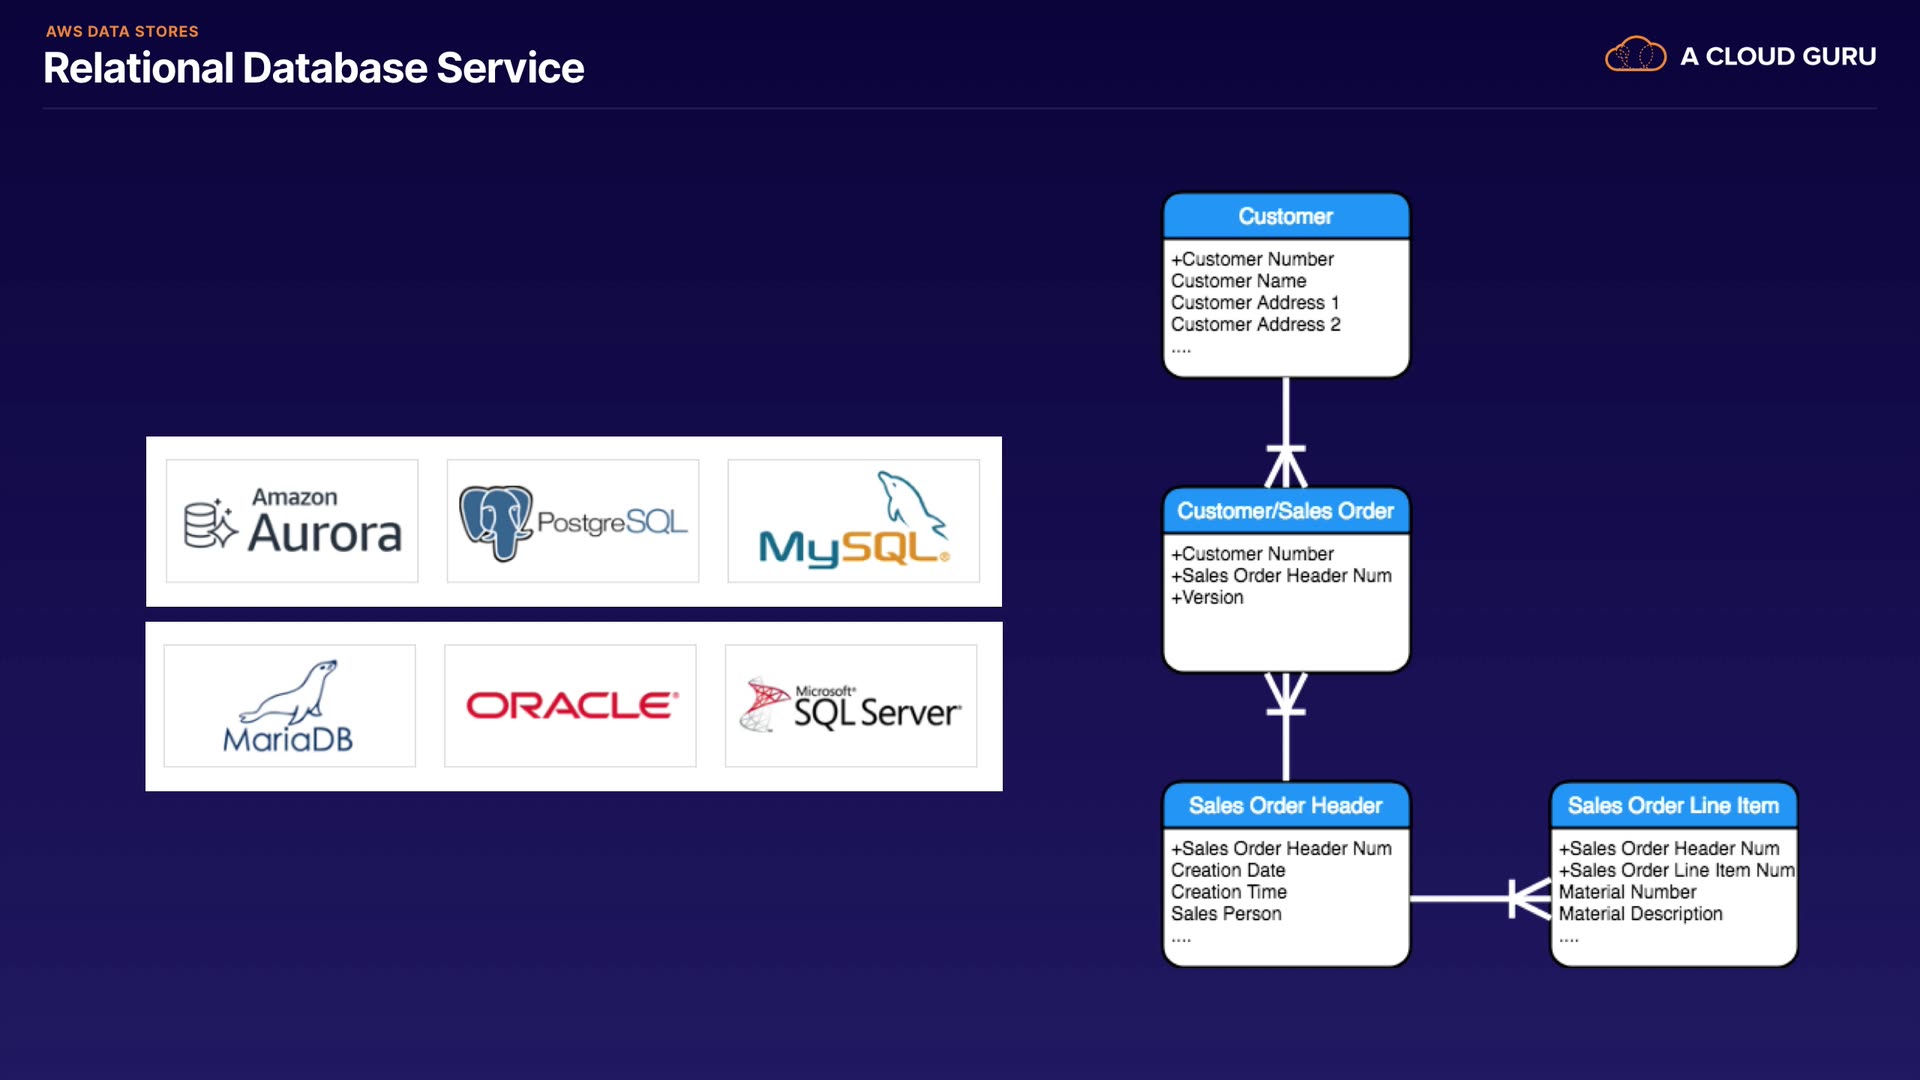 AWS DATA STORES
Relational Database Service
A CLOUD GURU
Amazon
Aurora
PostgreSQL
MySQL®
MariaDB
ORACLE®
Microsoft®
SQL Server®
Customer
+Customer Number
Customer Name
Customer Address 1
Customer Address 2
....
Customer/Sales Order
+Customer Number
+Sales Order Header Num
+Version
Sales Order Header
+Sales Order Header Num
Creation Date
Creation Time
Sales Person
....
Sales Order Line Item
+Sales Order Header Num
+Sales Order Line Item Num
Material Number
Material Description
....